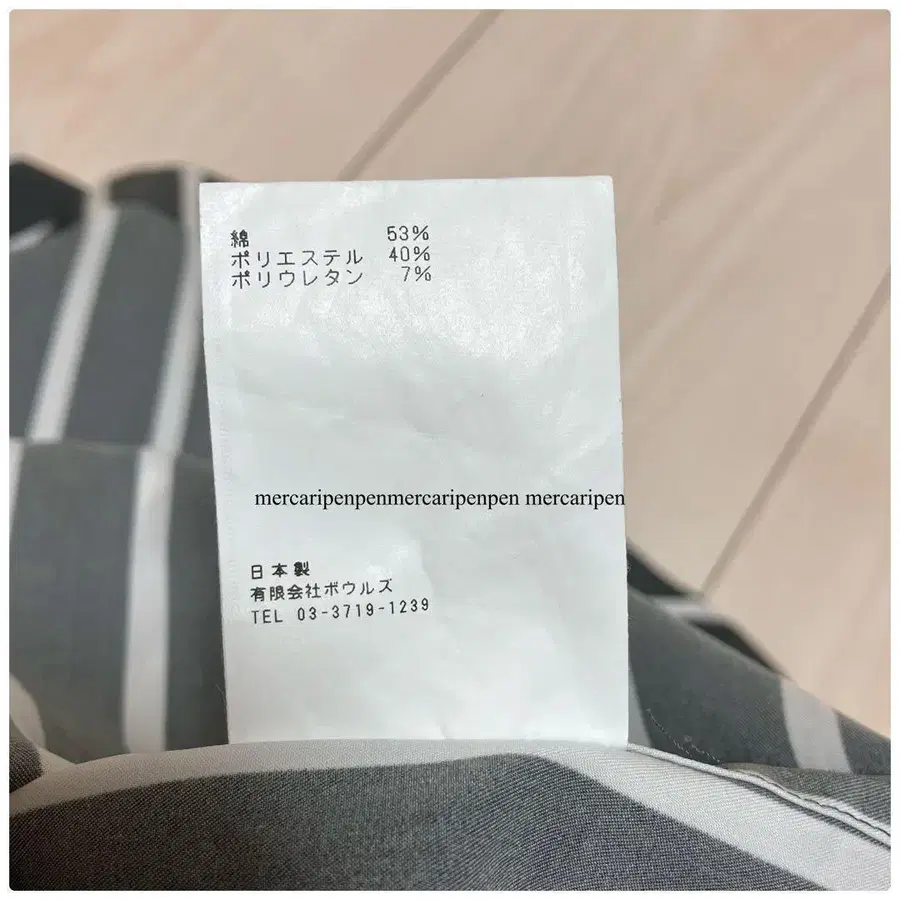 綿 53%
ポリエステル 40%
ポリウレタン 7%
mercaripenpenmercaripenpen mercaripen
日本製
有限会社ボウルズ
TEL 03-3719-1239